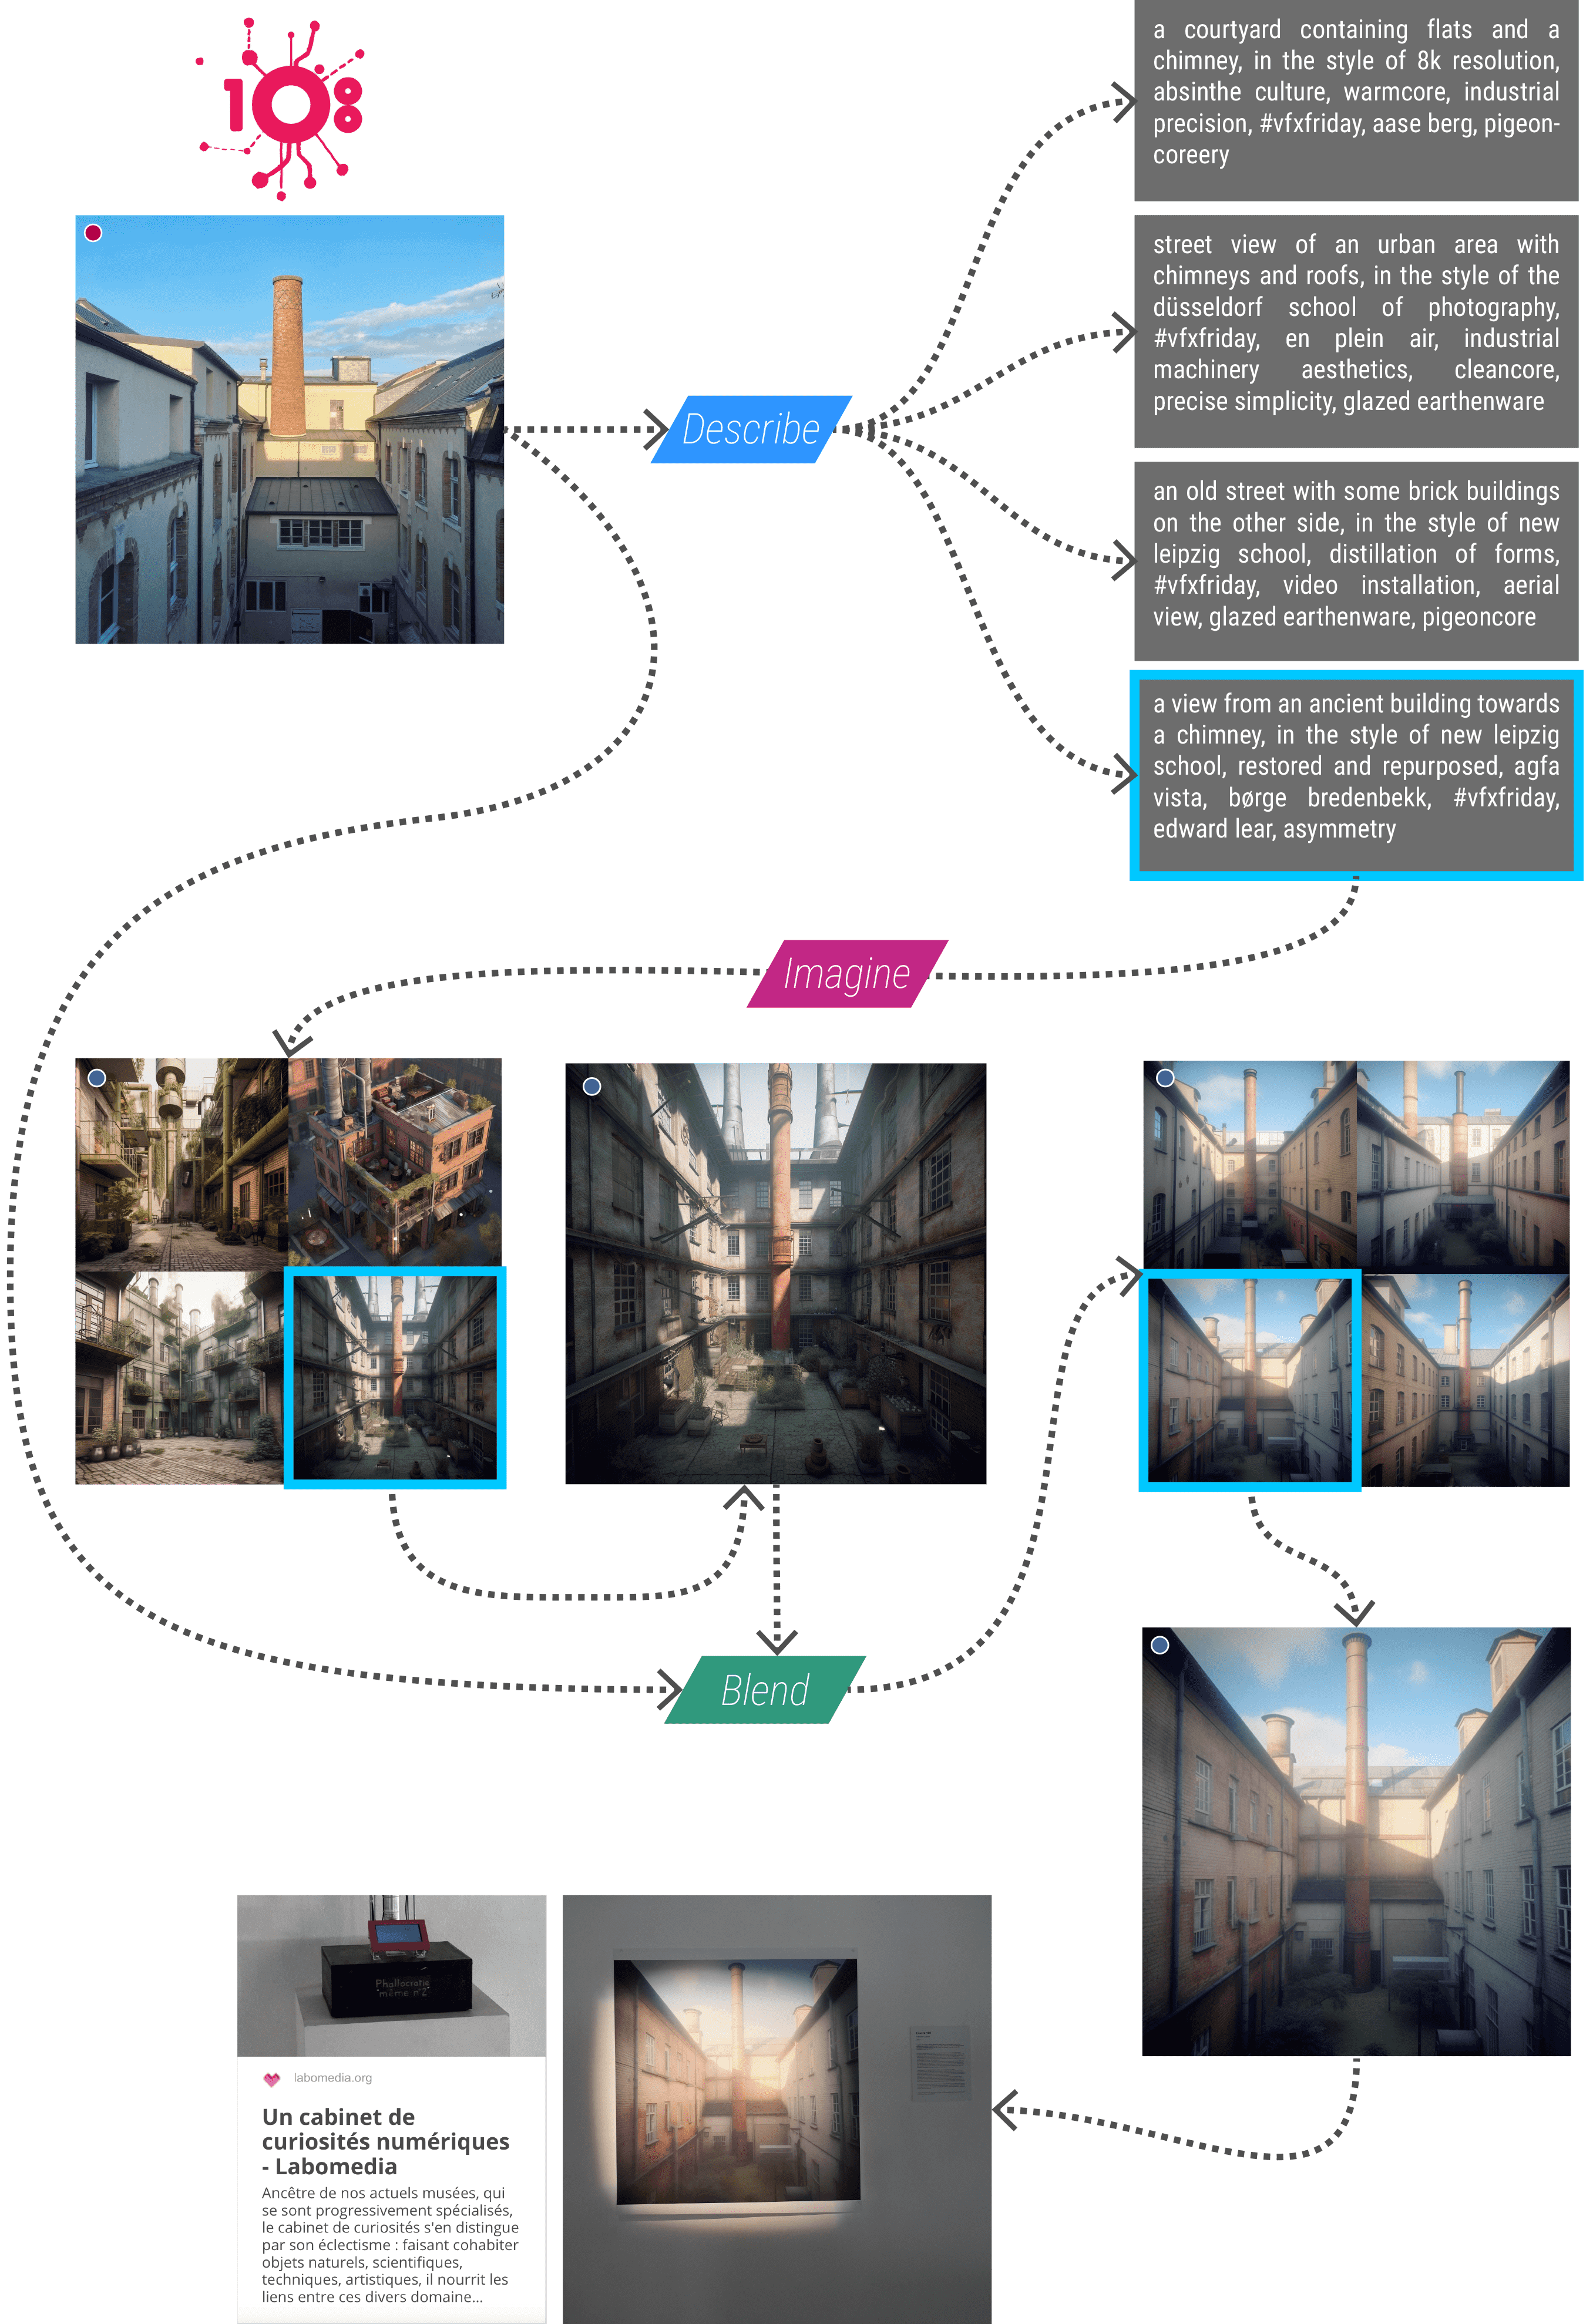 108
a courtyard containing flats and a
chimney, in the style of 8k resolution,
absinthe culture, warmcore, industrial
precision, #vfxfriday, aase berg, pigeon-
coreery
street view of an urban area with
chimneys and roofs, in the style of the
düsseldorf school of photography,
#vfxfriday, en plein air, industrial
machinery aesthetics, cleancore,
precise simplicity, glazed earthenware
Describe
an old street with some brick buildings
on the other side, in the style of new
leipzig school, distillation of forms,
#vfxfriday, video installation, aerial
view, glazed earthenware, pigeoncore
a view from an ancient building towards
a chimney, in the style of new leipzig
school, restored and repurposed, agfa
vista, børge bredenbekk, #vfxfriday,
edward lear, asymmetry
Imagine
Blend
Phallocratie
même n°2
labomedia.org
Un cabinet de
curiosités numériques
- Labomedia
Ancêtre de nos actuels musées, qui
se sont progressivement spécialisés,
le cabinet de curiosités s'en distingue
par son éclectisme : faisant cohabiter
objets naturels, scientifiques,
techniques, artistiques, il nourrit les
liens entre ces divers domaine...